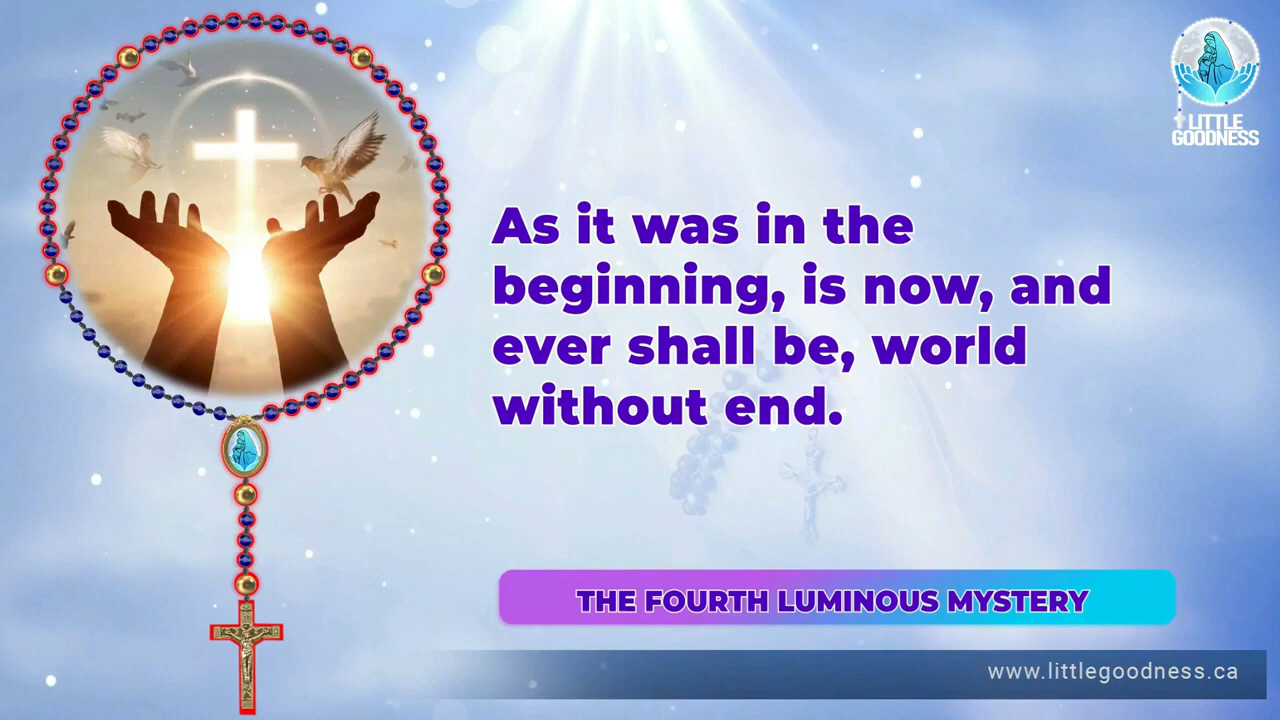 LITTLE
GOODNESS
As it was in the
beginning, is now, and
ever shall be, world
without end.
THE FOURTH LUMINOUS MYSTERY
www.littlegoodness.ca